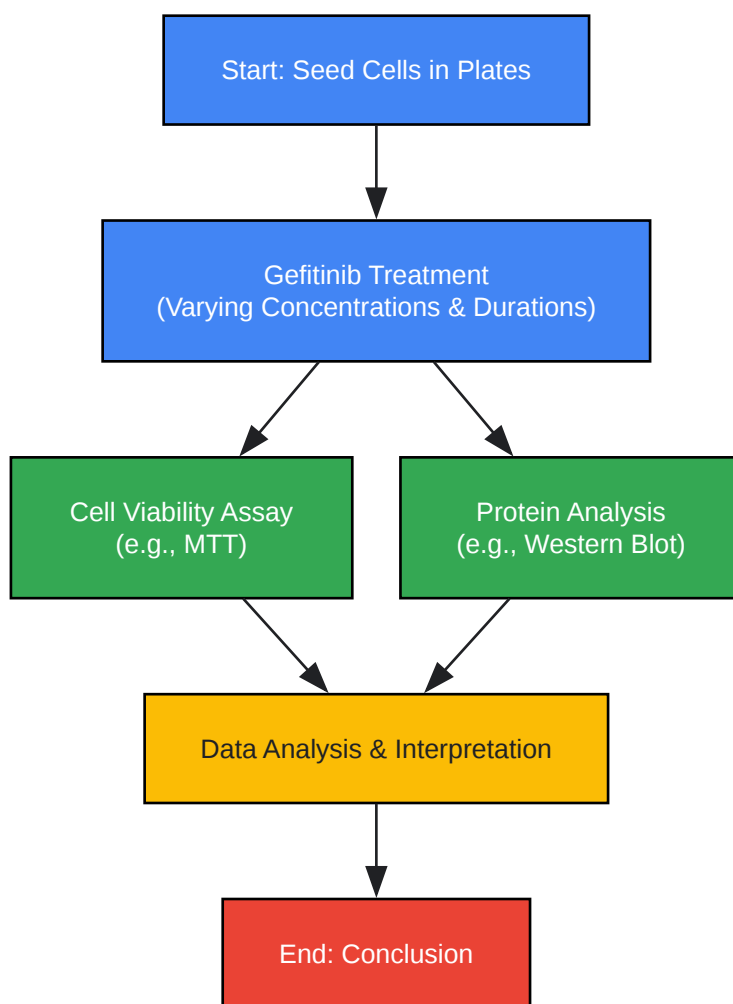 Start: Seed Cells in Plates
Gefitinib Treatment
(Varying Concentrations & Durations)
Cell Viability Assay
(e.g., MTT)
Protein Analysis
(e.g., Western Blot)
Data Analysis & Interpretation
End: Conclusion